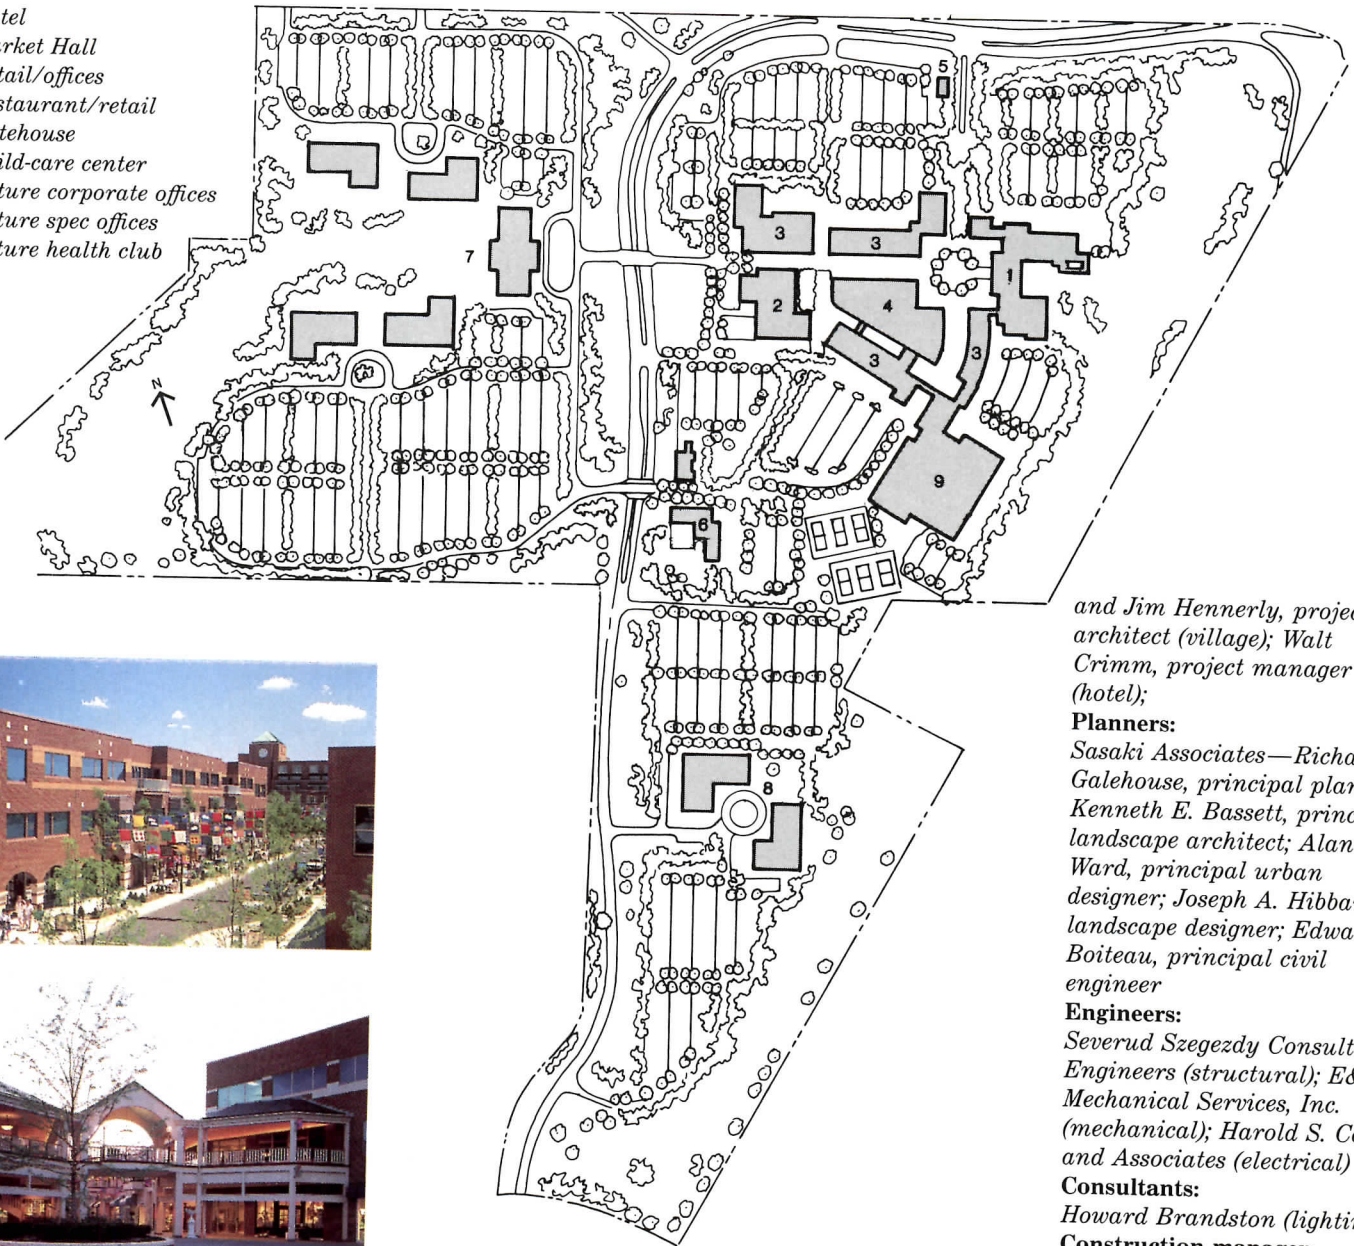 tel
rket Hall
tail/offices
staurant/retail
tehouse
ild-care center
ture corporate offices
ture spec offices
ture health club
5
3
3
7
1
2
4
3
3
N
9
6
8
and Jim Hennerly, projec
architect (village); Walt
Crimm, project manager
(hotel);
Planners:
Sasaki Associates—Richa
Galehouse, principal plan
Kenneth E. Bassett, princ
landscape architect; Alan
Ward, principal urban
designer; Joseph A. Hibba
landscape designer; Edwa
Boiteau, principal civil
engineer
Engineers:
Severud Szegezdy Consult
Engineers (structural); E&
Mechanical Services, Inc.
(mechanical); Harold S. Co
and Associates (electrical)
Consultants:
Howard Brandston (lightin
Construction manager